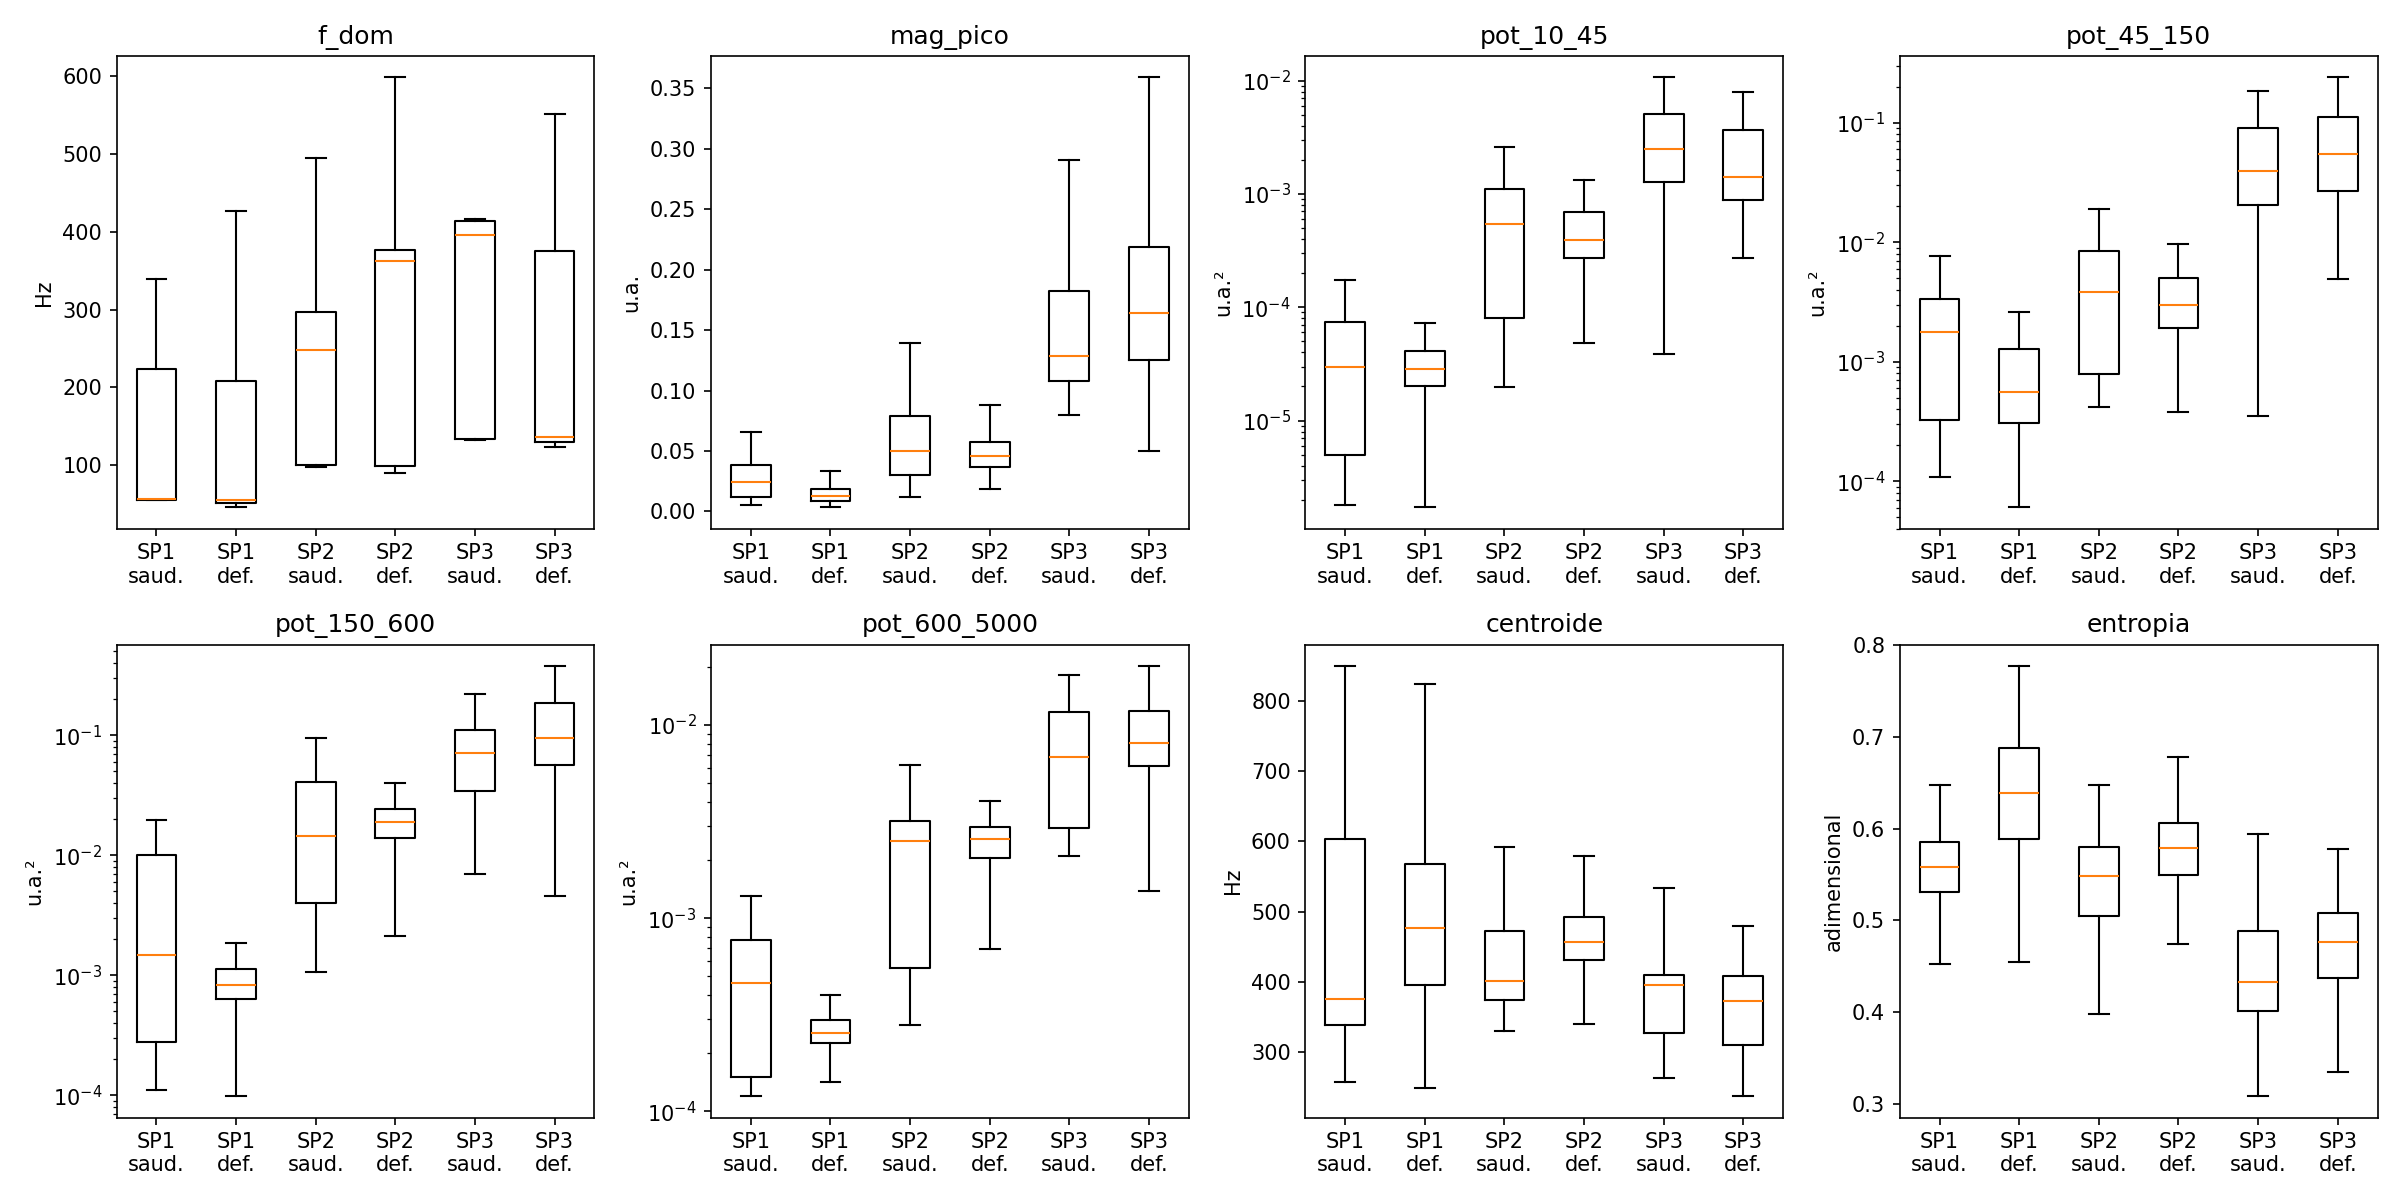 f_dom
600
500
400
300
200
100
Hz
SP1 SP1 SP2 SP2 SP3 SP3
saud. def. saud. def. saud. def.
mag_pico
0.35
0.30
0.25
0.20
0.15
0.10
0.05
0.00
u.a.
SP1 SP1 SP2 SP2 SP3 SP3
saud. def. saud. def. saud. def.
pot_10_45
10⁻²
10⁻³
10⁻⁴
10⁻⁵
u.a.²
SP1 SP1 SP2 SP2 SP3 SP3
saud. def. saud. def. saud. def.
pot_45_150
10⁻¹
10⁻²
10⁻³
10⁻⁴
u.a.²
SP1 SP1 SP2 SP2 SP3 SP3
saud. def. saud. def. saud. def.
pot_150_600
10⁻¹
10⁻²
10⁻³
10⁻⁴
u.a.²
SP1 SP1 SP2 SP2 SP3 SP3
saud. def. saud. def. saud. def.
pot_600_5000
10⁻²
10⁻³
10⁻⁴
u.a.²
SP1 SP1 SP2 SP2 SP3 SP3
saud. def. saud. def. saud. def.
centroide
800
700
600
500
400
300
Hz
SP1 SP1 SP2 SP2 SP3 SP3
saud. def. saud. def. saud. def.
entropia
0.8
0.7
0.6
0.5
0.4
0.3
adimensional
SP1 SP1 SP2 SP2 SP3 SP3
saud. def. saud. def. saud. def.